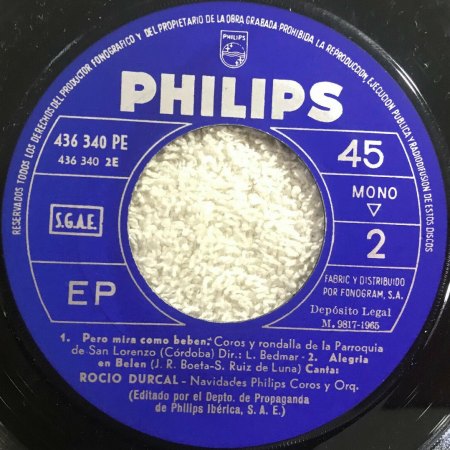 RESERVADOS TODOS LOS DERECHOS DEL PRODUCTOR FONOGRAFICO Y DEL PROPIETARIO DE LA OBRA GRABADA PROHIBIDA LA REPRODUCCION, EJECUCION PUBLICA Y RADIODIFUSION DE ESTOS DISCOS
PHILIPS
PHILIPS
436 340 PE
436 340 2E
45
MONO
S.G.A.E.
2
EP
FABRIC Y DISTRIBUIDO
POR FONOGRAM, S.A.
Depósito Legal
M. 9817-1965
1. Pero mira como beben: Coros y rondalla de la Parroquia
de San Lorenzo (Córdoba) Dir.: L. Bedmar - 2. Alegria
en Belen (J. R. Boeta-S. Ruiz de Luna) Canta:
ROCIO DURCAL - Navidades Philips Coros y Orq.
(Editado por el Depto. de Propaganda
de Philips Ibérica, S. A. E.)